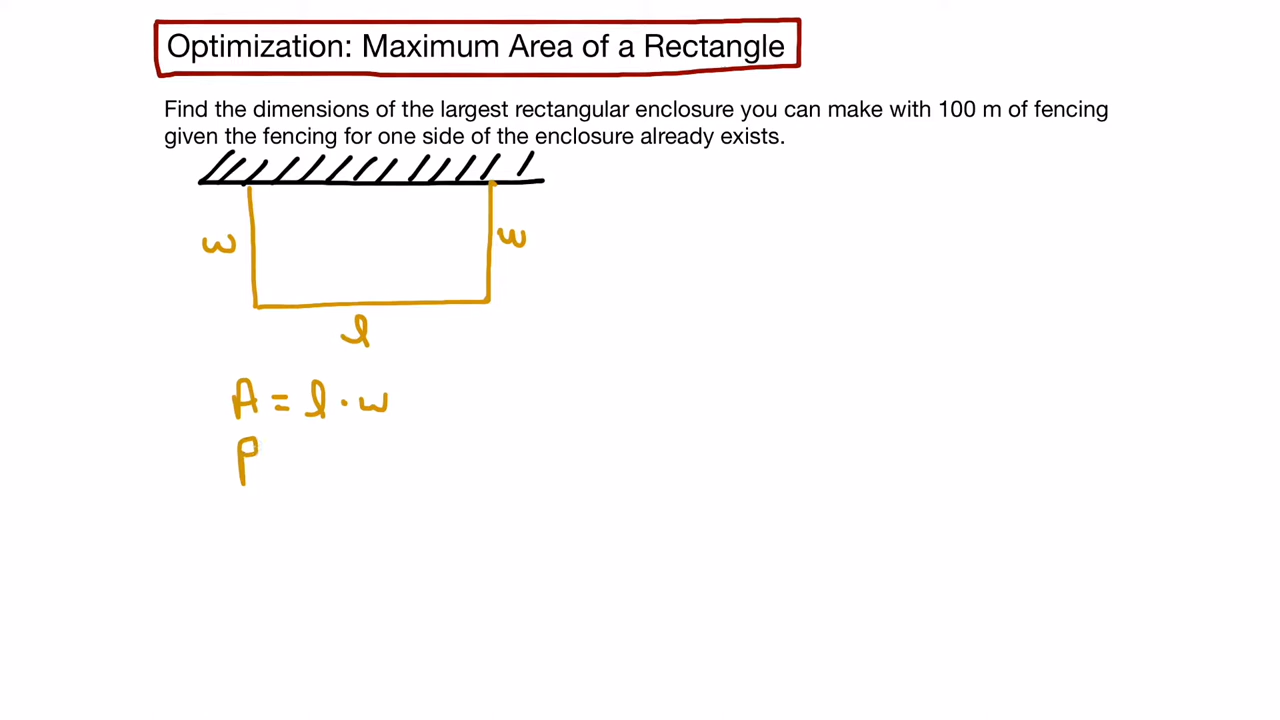 Optimization: Maximum Area of a Rectangle
Find the dimensions of the largest rectangular enclosure you can make with 100 m of fencing
given the fencing for one side of the enclosure already exists.
w w
l
A = l · w
P